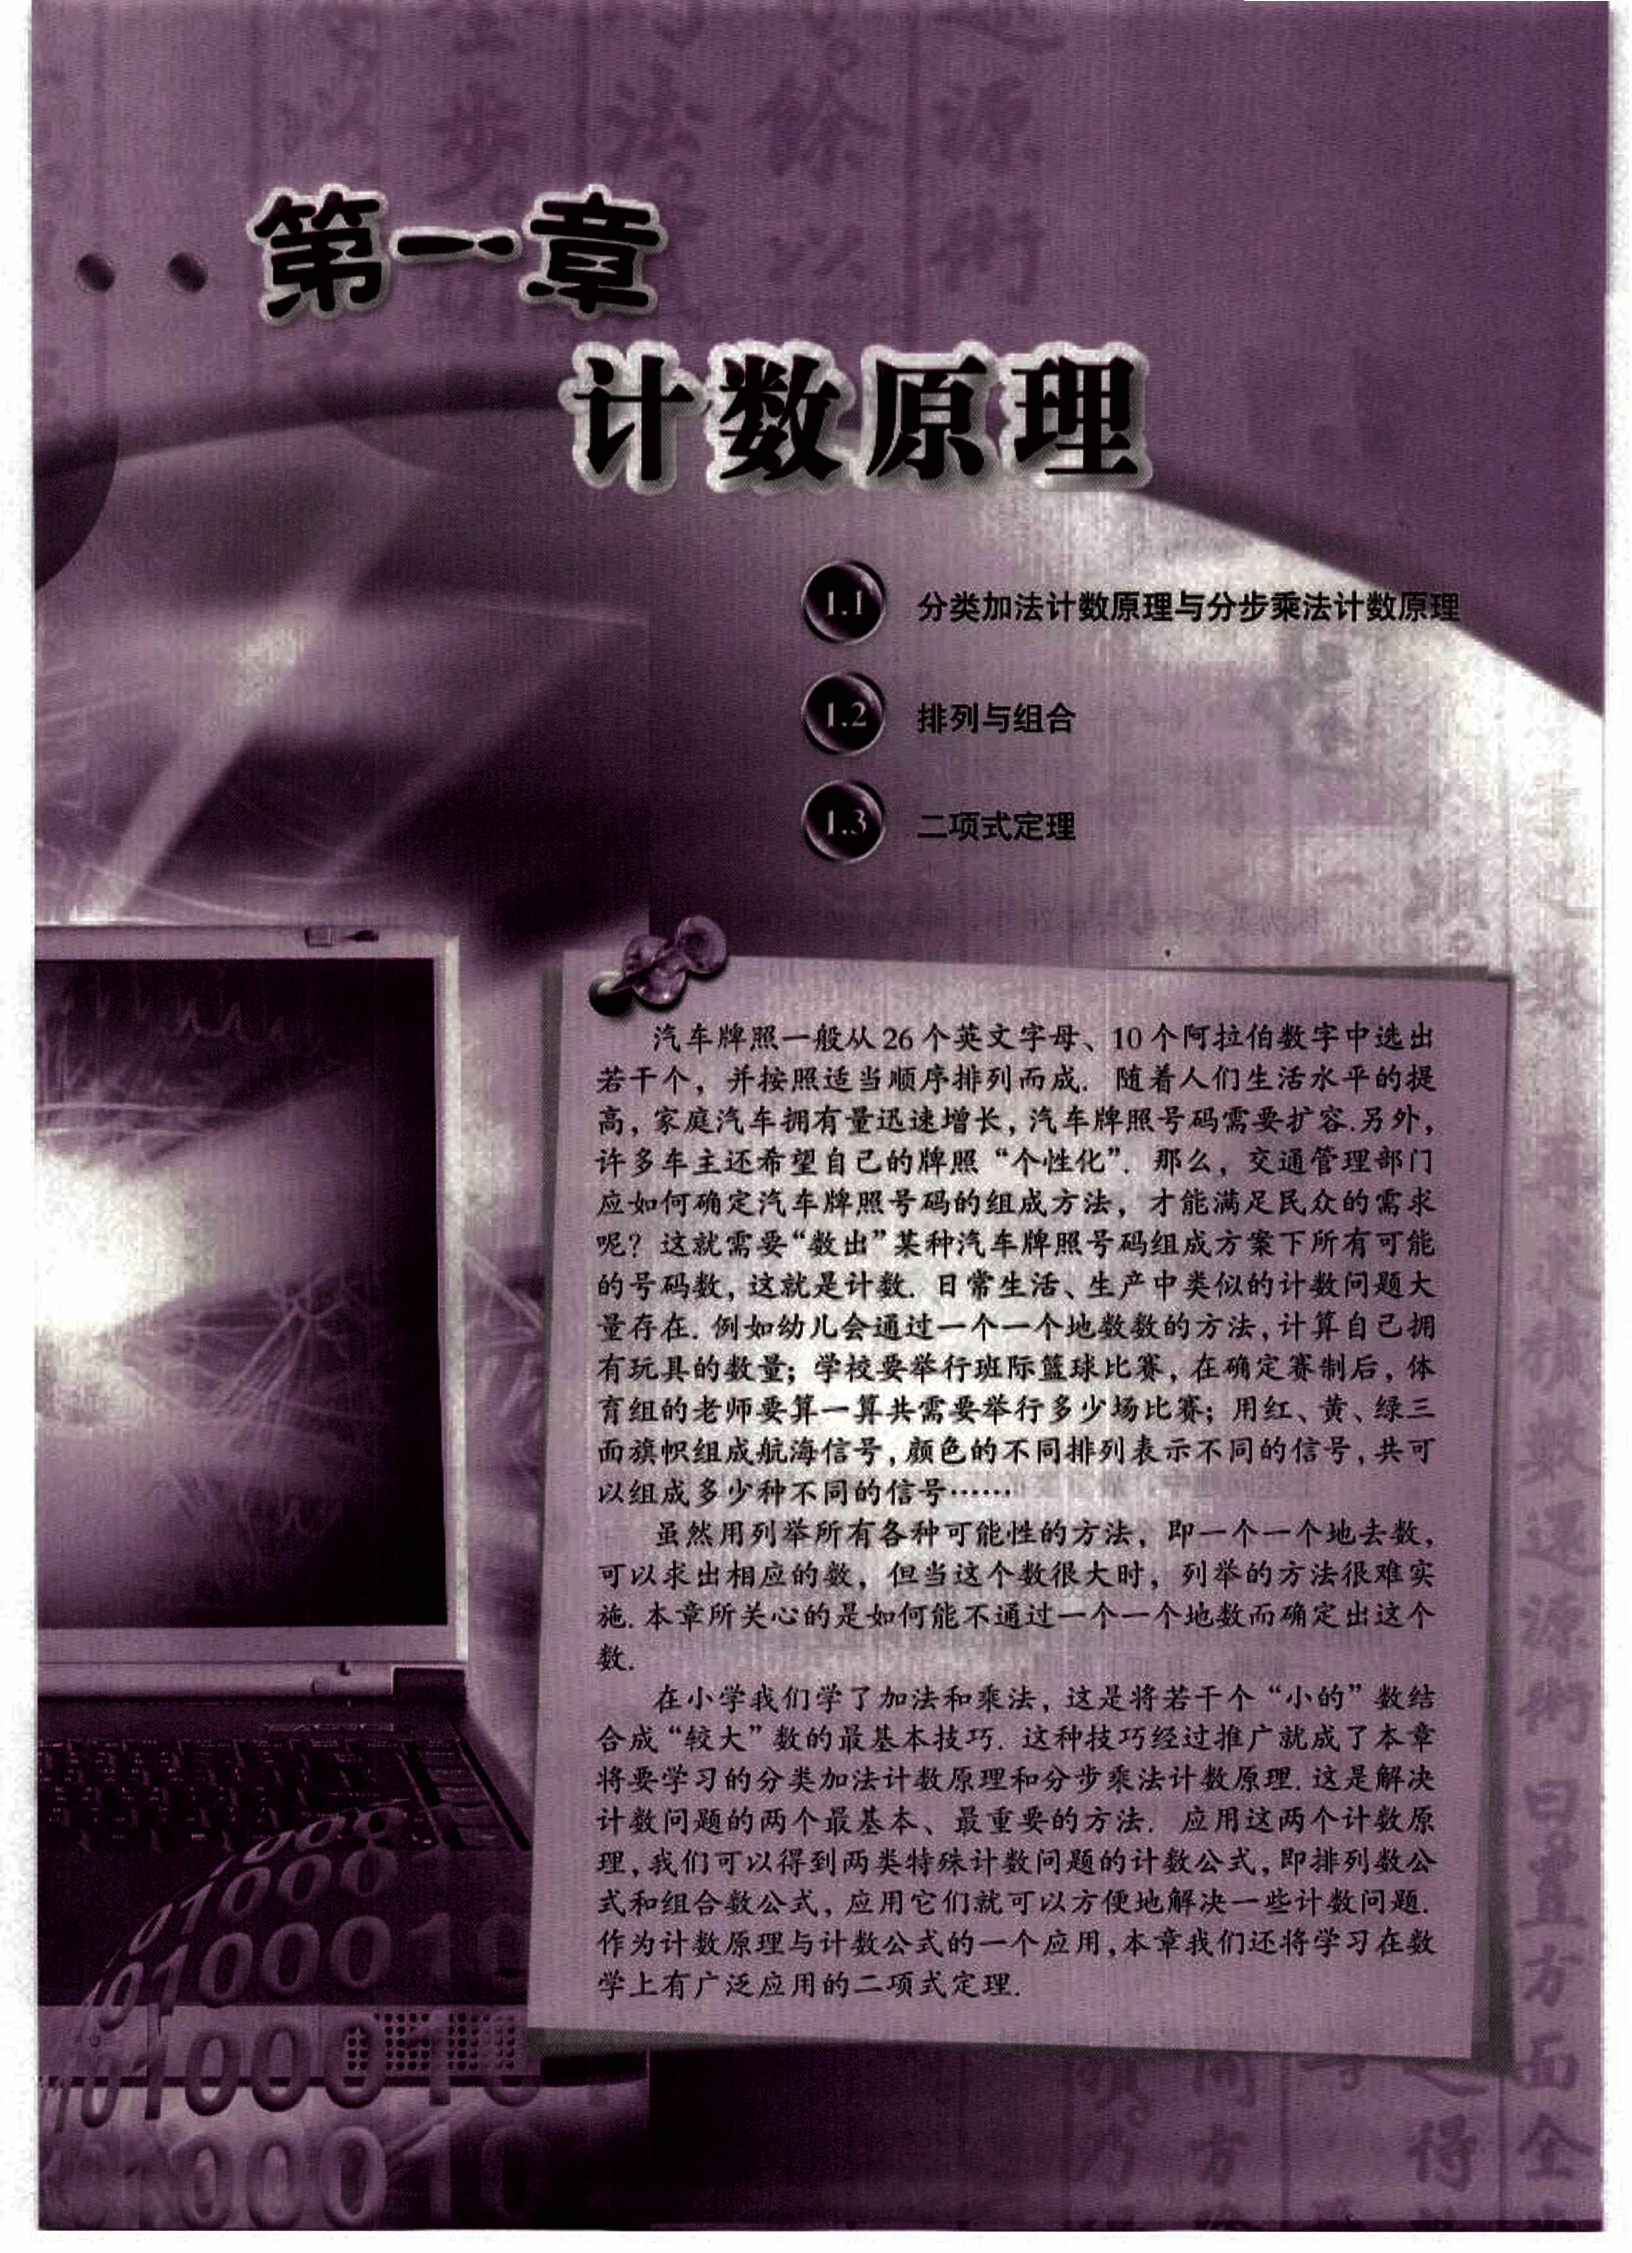 第一章
计数原理
1.1 分类加法计数原理与分步乘法计数原理
1.2 排列与组合
1.3 二项式定理
汽车牌照一般从26个英文字母、10个阿拉伯数字中选出
若干个，并按照适当顺序排列而成. 随着人们生活水平的提
高，家庭汽车拥有量迅速增长，汽车牌照号码需要扩容.另外，
许多车主还希望自己的牌照“个性化”. 那么，交通管理部门
应如何确定汽车牌照号码的组成方法，才能满足民众的需求
呢？这就需要“数出”某种汽车牌照号码组成方案下所有可能
的号码数，这就是计数. 日常生活、生产中类似的计数问题大
量存在. 例如幼儿会通过一个一个地数数的方法，计算自己拥
有玩具的数量；学校要举行班际篮球比赛，在确定赛制后，体
育组的老师要算一算共需要举行多少场比赛；用红、黄、绿三
面旗帜组成航海信号，颜色的不同排列表示不同的信号，共可
以组成多少种不同的信号……
虽然用列举所有各种可能性的方法，即一个一个地去数，
可以求出相应的数，但当这个数很大时，列举的方法很难实
施. 本章所关心的是如何能不通过一个一个地数而确定出这个
数.
在小学我们学了加法和乘法，这是将若干个“小的”数结
合成“较大”数的最基本技巧. 这种技巧经过推广就成了本章
将要学习的分类加法计数原理和分步乘法计数原理. 这是解决
计数问题的两个最基本、最重要的方法. 应用这两个计数原
理，我们可以得到两类特殊计数问题的计数公式，即排列数公
式和组合数公式，应用它们就可以方便地解决一些计数问题.
作为计数原理与计数公式的一个应用，本章我们还将学习在数
学上有广泛应用的二项式定理.